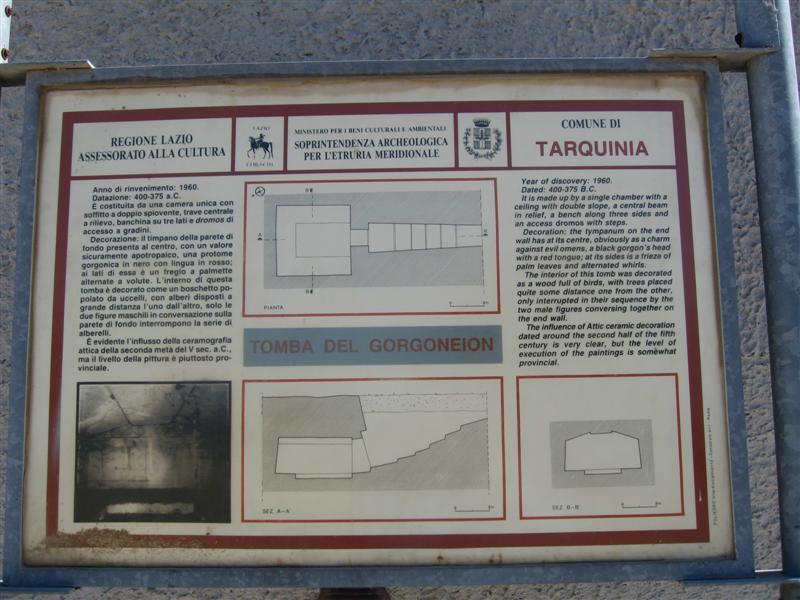 REGIONE LAZIO
ASSESSORATO ALLA CULTURA
LAZIO
MINISTERO PER I BENI CULTURALI E AMBIENTALI
SOPRINTENDENZA ARCHEOLOGICA
PER L'ETRURIA MERIDIONALE
COMUNE DI
TARQUINIA
Anno di rinvenimento: 1960.
Datazione: 400-375 a.C.
È costituita da una camera unica con
soffitto a doppio spiovente, trave centrale
a rilievo, banchina su tre lati e dromos di
accesso a gradini.
Decorazione: il timpano della parete di
fondo presenta al centro, con un valore
sicuramente apotropaico, una protome
gorgonica in nero con lingua in rosso;
ai lati di essa è un fregio a palmette
alternate a volute. L'interno di questa
tomba è decorato come un boschetto po-
polato da uccelli, con alberi disposti a
grande distanza l'uno dall'altro, solo le
due figure maschili in conversazione sulla
parete di fondo interrompono la serie di
alberelli.
È evidente l'influsso della ceramografia
attica della seconda metà del V sec. a.C.,
ma il livello della pittura è piuttosto pro-
vinciale.
B
A
PIANTA
TOMBA DEL GORGONEION
SEZ A-A'
Year of discovery: 1960.
Dated: 400-375 B.C.
It is made up by a single chamber with a
ceiling with double slope, a central beam
in relief, a bench along three sides and
an access dromos with steps.
Decoration: the tympanum on the end
wall has at its centre, obviously as a charm
against evil omens, a black gorgon's head
with a red tongue; at its sides is a frieze of
palm leaves and alternated whirls.
The interior of this tomb was decorated
as a wood full of birds, with trees placed
quite some distance one from the other,
only interrupted in their sequence by the
two male figures conversing together on
the end wall.
The influence of Attic ceramic decoration
dated around the second half of the fifth
century is very clear, but the level of
execution of the paintings is somewhat
provincial.
SEZ B-B'